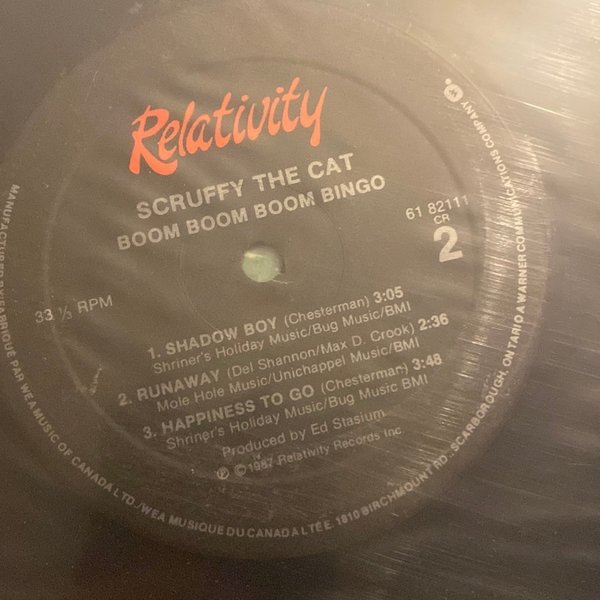 Relativity
SCRUFFY THE CAT
BOOM BOOM BOOM BINGO
61 82111
CR
2
33 ⅓ RPM
1. SHADOW BOY (Chesterman) 3:05
Shriner's Holiday Music/Bug Music/BMI
2. RUNAWAY (Del Shannon/Max D. Crook) 2:36
Mole Hole Music/Unichappel Music/BMI
3. HAPPINESS TO GO (Chesterman) 3:48
Shriner's Holiday Music/Bug Music BMI
Produced by Ed Stasium
℗ ©1987 Relativity Records Inc.
MANUFACTURED BY/FABRIQUÉ PAR WEA MUSIC OF CANADA LTD./WEA MUSIQUE DU CANADA LTÉE. 1810 BIRCHMOUNT RD., SCARBOROUGH, ONTARIO A WARNER COMMUNICATIONS COMPANY